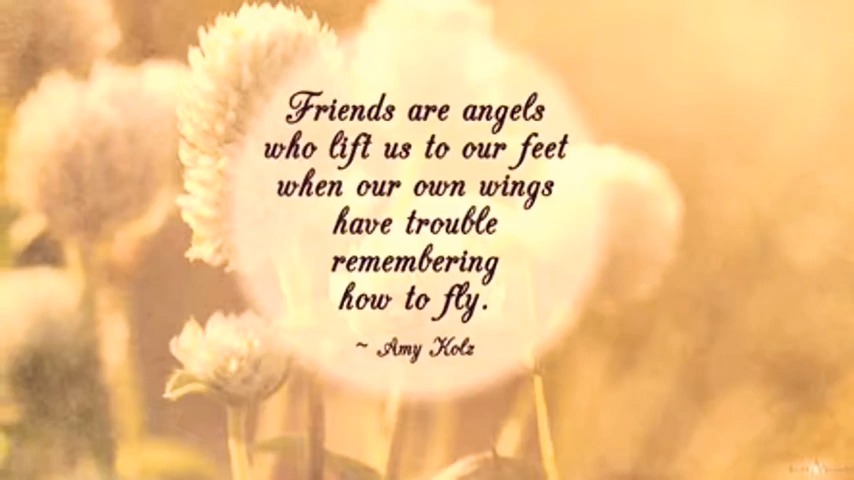 Friends are angels
who lift us to our feet
when our own wings
have trouble
remembering
how to fly.
~ Amy Kolz